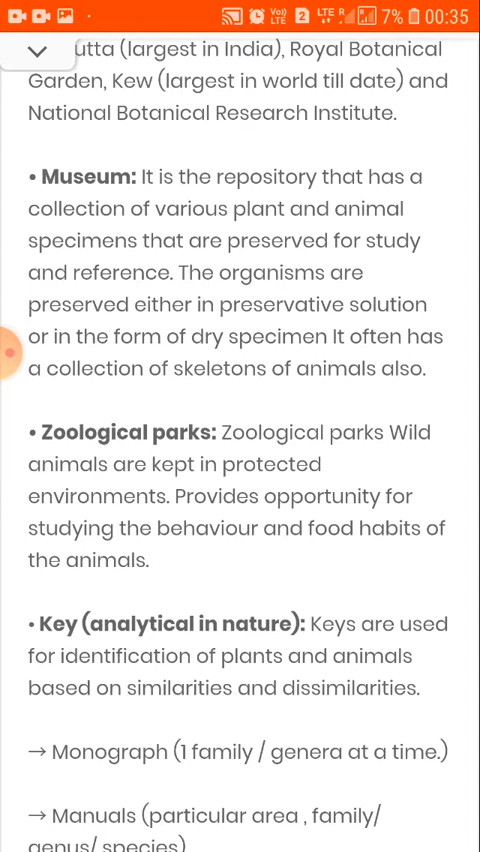 VoLTE 2 LTE R 7% 00:35
utta (largest in India), Royal Botanical
Garden, Kew (largest in world till date) and
National Botanical Research Institute.
• Museum: It is the repository that has a
collection of various plant and animal
specimens that are preserved for study
and reference. The organisms are
preserved either in preservative solution
or in the form of dry specimen It often has
a collection of skeletons of animals also.
• Zoological parks: Zoological parks Wild
animals are kept in protected
environments. Provides opportunity for
studying the behaviour and food habits of
the animals.
• Key (analytical in nature): Keys are used
for identification of plants and animals
based on similarities and dissimilarities.
→ Monograph (1 family / genera at a time.)
→ Manuals (particular area , family/
genus/ species)